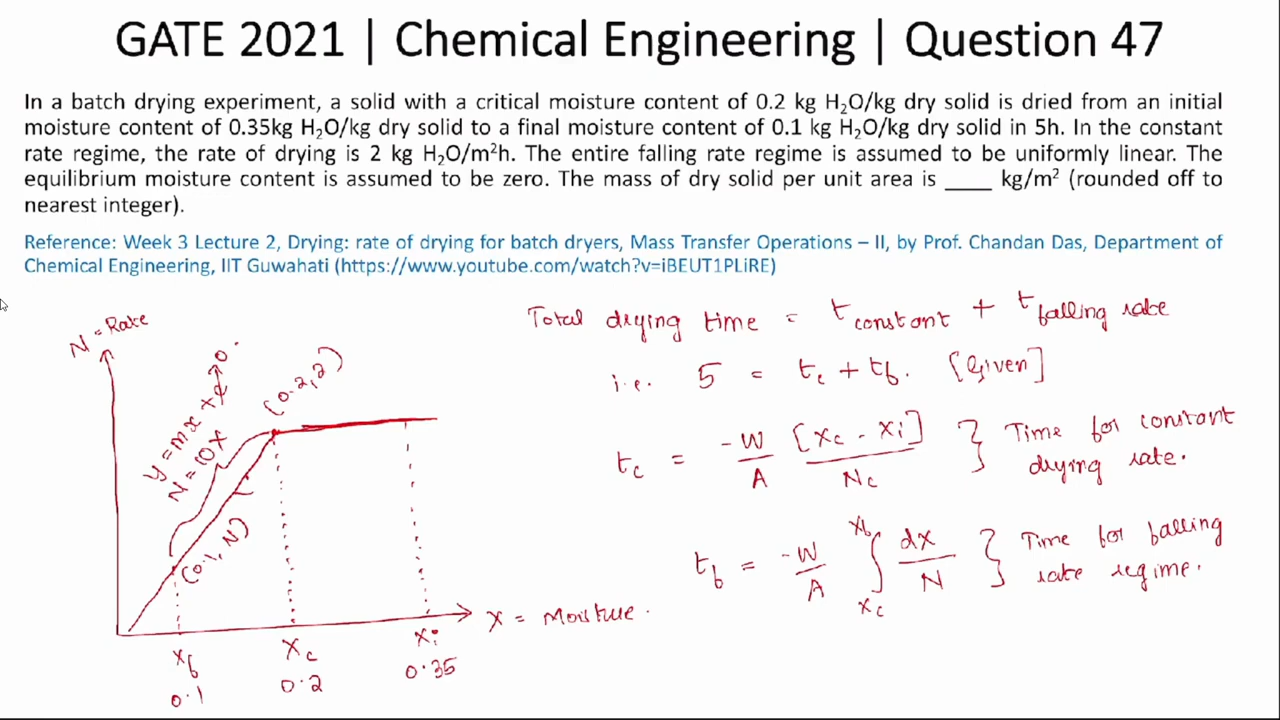 GATE 2021 | Chemical Engineering | Question 47
In a batch drying experiment, a solid with a critical moisture content of 0.2 kg H₂O/kg dry solid is dried from an initial
moisture content of 0.35kg H₂O/kg dry solid to a final moisture content of 0.1 kg H₂O/kg dry solid in 5h. In the constant
rate regime, the rate of drying is 2 kg H₂O/m²h. The entire falling rate regime is assumed to be uniformly linear. The
equilibrium moisture content is assumed to be zero. The mass of dry solid per unit area is ____ kg/m² (rounded off to
nearest integer).
Reference: Week 3 Lecture 2, Drying: rate of drying for batch dryers, Mass Transfer Operations – II, by Prof. Chandan Das, Department of
Chemical Engineering, IIT Guwahati (https://www.youtube.com/watch?v=iBEUT1PLiRE)
N = Rate
y = mx + c → 0.
N = 10X
(0.2, 2)
(0.1, N)
X = Moisture.
Xf
Xc
Xi
0.1
0.2
0.35
Total drying time = tconstant + tfalling rate
i.e. 5 = tc + tf. [Given]
tc = -W/A [Xc - Xi]/Nc } Time for constant
drying rate.
tf = -W/A ∫ Xc Xf dX/N } Time for falling
rate regime.